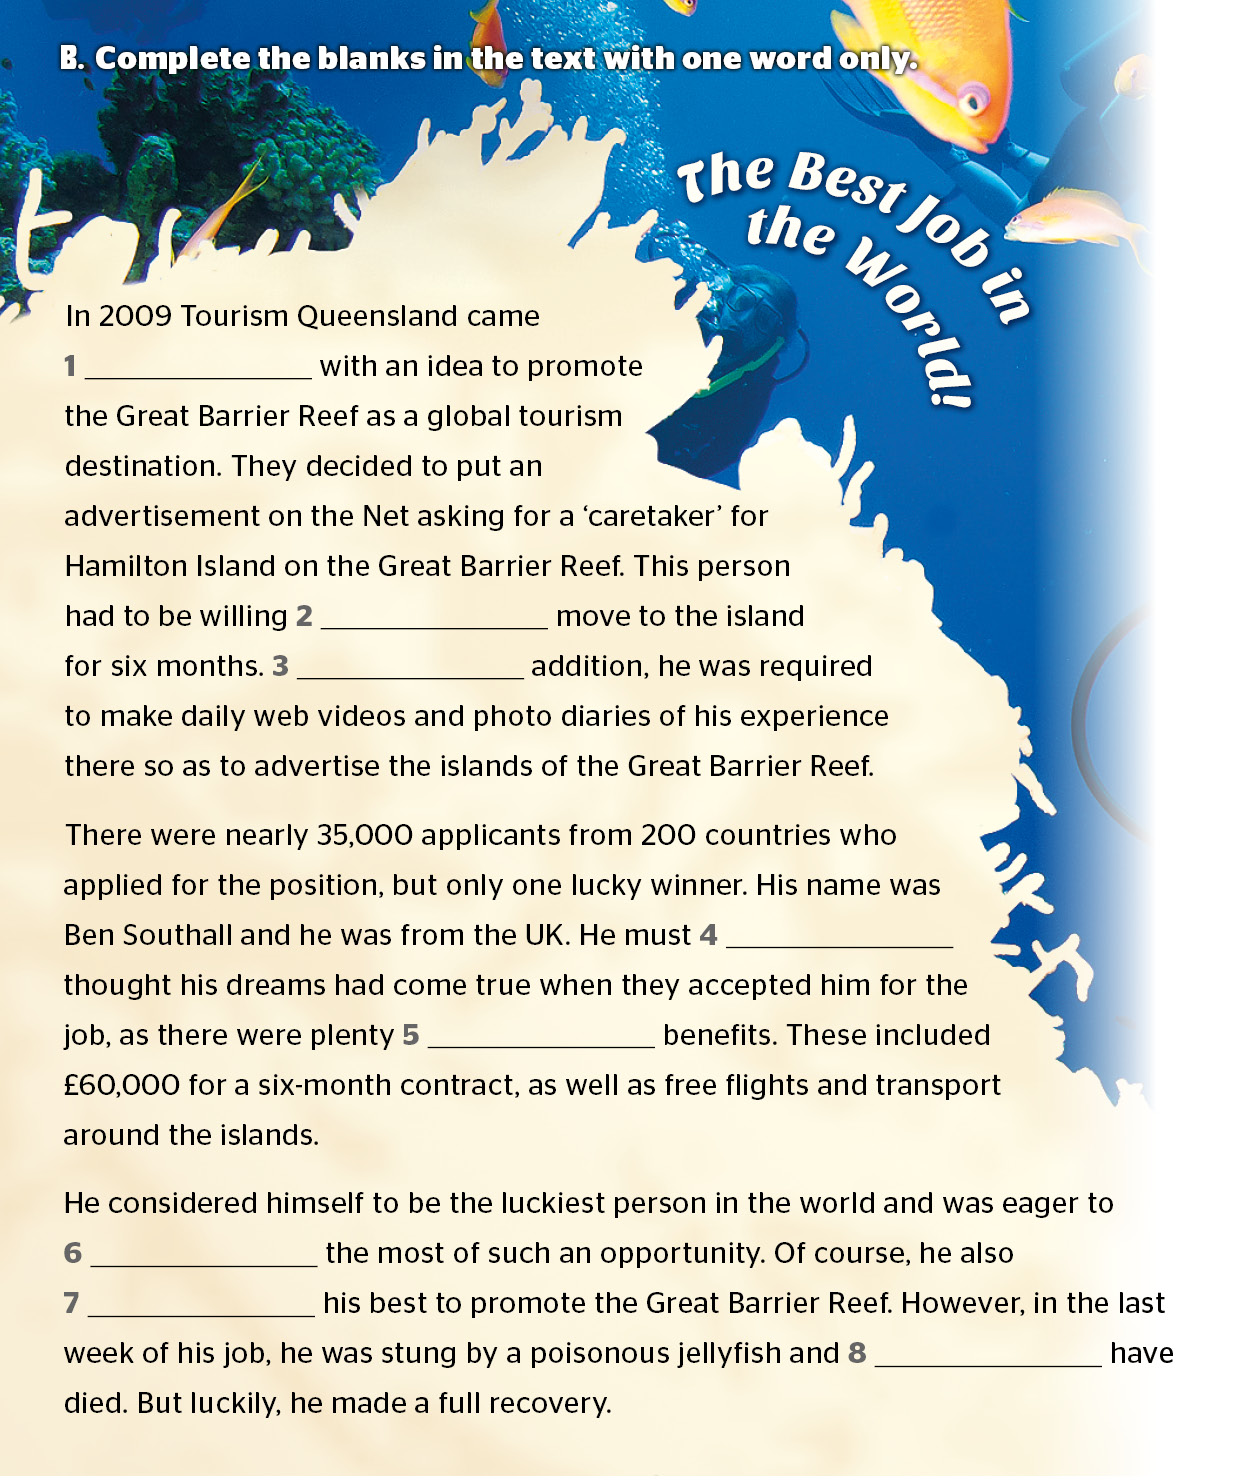 B. Complete the blanks in the text with one word only.
The Best Job in
the World!
In 2009 Tourism Queensland came
1 _______________ with an idea to promote
the Great Barrier Reef as a global tourism
destination. They decided to put an
advertisement on the Net asking for a ‘caretaker’ for
Hamilton Island on the Great Barrier Reef. This person
had to be willing 2 _______________ move to the island
for six months. 3 _______________ addition, he was required
to make daily web videos and photo diaries of his experience
there so as to advertise the islands of the Great Barrier Reef.
There were nearly 35,000 applicants from 200 countries who
applied for the position, but only one lucky winner. His name was
Ben Southall and he was from the UK. He must 4 _______________
thought his dreams had come true when they accepted him for the
job, as there were plenty 5 _______________ benefits. These included
£60,000 for a six-month contract, as well as free flights and transport
around the islands.
He considered himself to be the luckiest person in the world and was eager to
6 _______________ the most of such an opportunity. Of course, he also
7 _______________ his best to promote the Great Barrier Reef. However, in the last
week of his job, he was stung by a poisonous jellyfish and 8 _______________ have
died. But luckily, he made a full recovery.